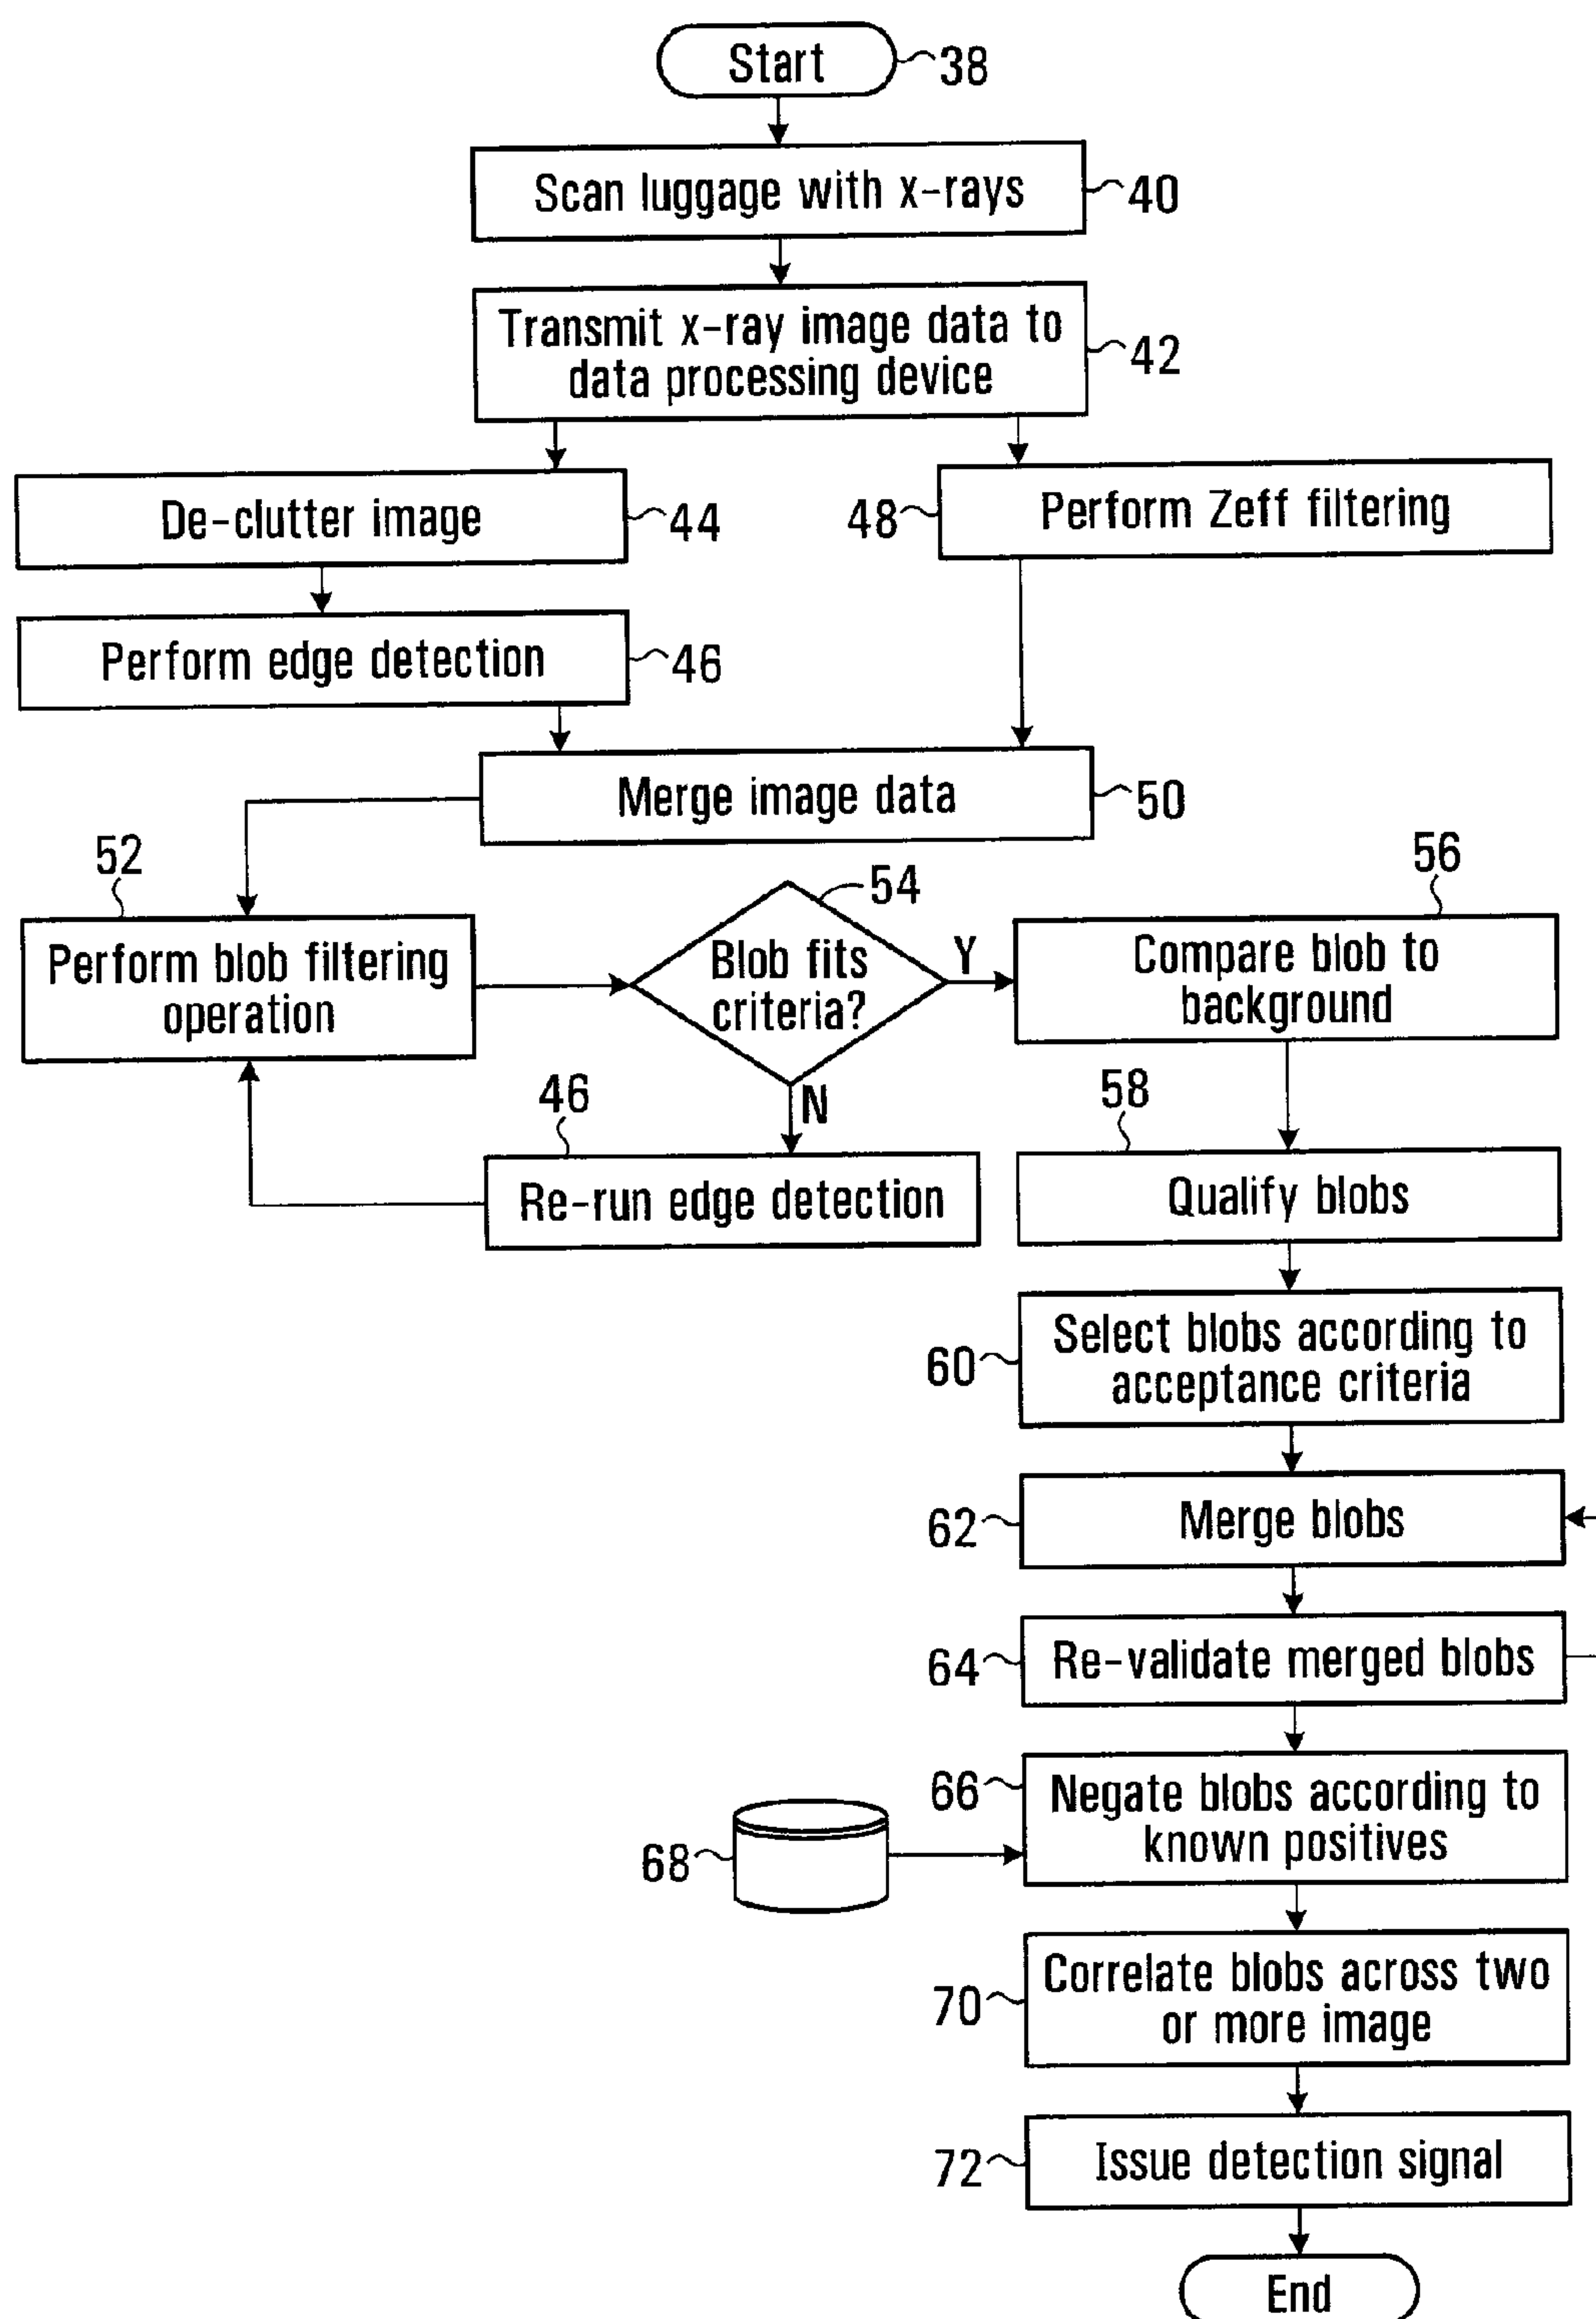 Start
38
Scan luggage with x-rays
40
Transmit x-ray image data to
data processing device
42
De-clutter image
44
48
Perform Zeff filtering
Perform edge detection
46
Merge image data
50
52
54
56
Perform blob filtering
operation
Blob fits
criteria?
Y
Compare blob to
background
N
46
58
Re-run edge detection
Qualify blobs
60
Select blobs according to
acceptance criteria
62
Merge blobs
64
Re-validate merged blobs
66
Negate blobs according to
known positives
68
70
Correlate blobs across two
or more image
72
Issue detection signal
End